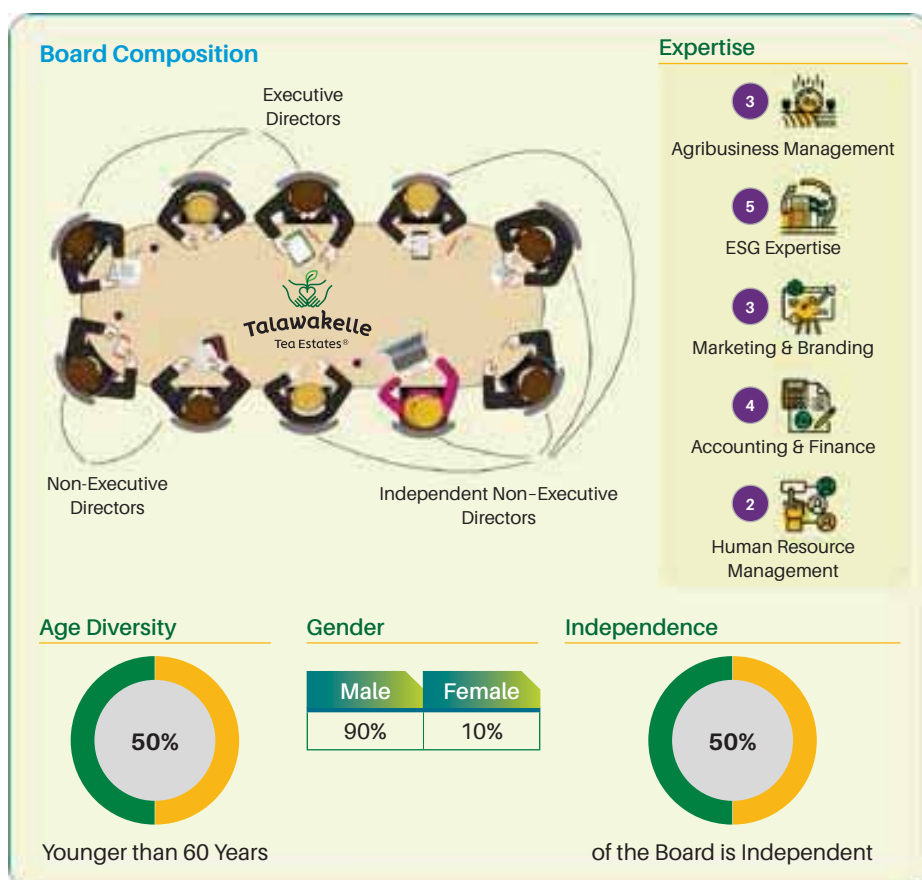 Board Composition
Executive
Directors
Talawakelle
Tea Estates®
Non-Executive
Directors
Independent Non-Executive
Directors
Expertise
3
Agribusiness Management
5
ESG Expertise
3
Marketing & Branding
4
Accounting & Finance
2
Human Resource
Management
Age Diversity
50%
Younger than 60 Years
Gender
Male Female
90% 10%
Independence
50%
of the Board is Independent